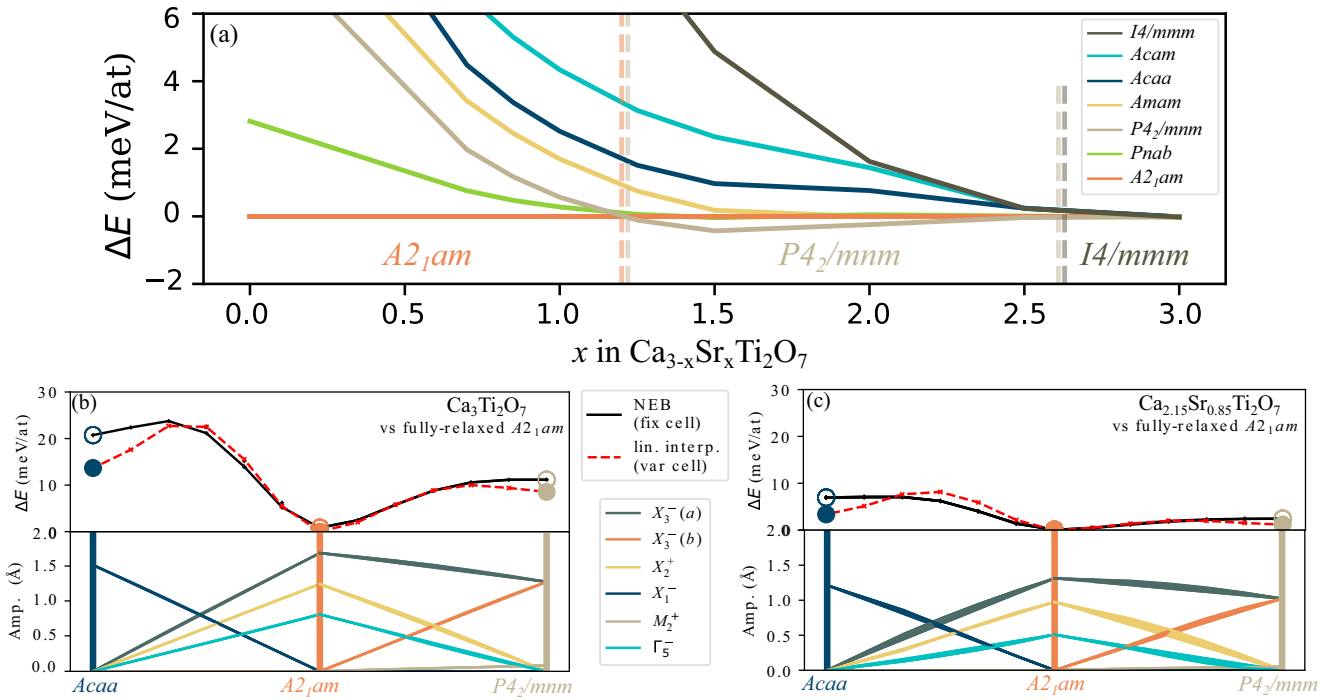 (a)
6
4
2
0
−2
ΔE (meV/at)
I4/mmm
Acam
Acaa
Amam
P4₂/mnm
Pnab
A2₁am
A2₁am
P4₂/mnm
I4/mmm
0.0 0.5 1.0 1.5 2.0 2.5 3.0
x in Ca₃₋ₓSrₓTi₂O₇
(b)
Ca₃Ti₂O₇
vs fully-relaxed A2₁am
30
20
10
0
ΔE (meV/at)
2.0
1.5
1.0
0.5
0.0
Amp. (Å)
Acaa
A2₁am
P4₂/mnm
NEB
(fix cell)
lin. interp.
(var cell)
X₃⁻(a)
X₃⁻(b)
X₂⁺
X₁⁻
M₂⁺
Γ₅⁻
(c)
Ca₂.₁₅Sr₀.₈₅Ti₂O₇
vs fully-relaxed A2₁am
30
20
10
0
ΔE (meV/at)
2.0
1.5
1.0
0.5
0.0
Amp. (Å)
Acaa
A2₁am
P4₂/mnm